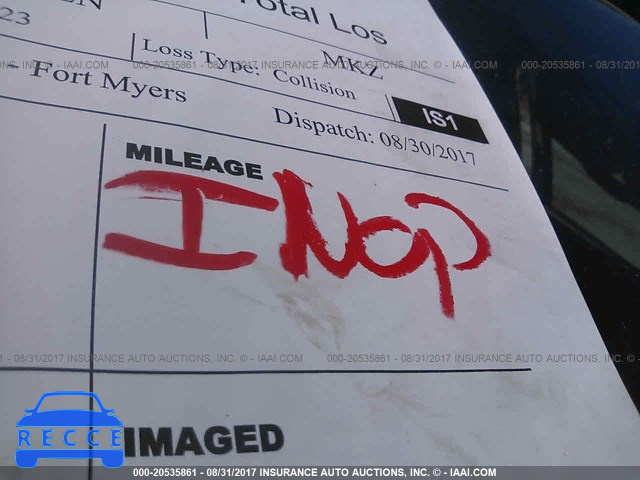 Total Los
23
MKZ
Loss Type: Collision
- Fort Myers
IS1
Dispatch: 08/30/2017
MILEAGE
INOP
IMAGED
RECCE
000-20535861 - 08/31/2017 INSURANCE AUTO AUCTIONS, INC. © - IAAI.COM